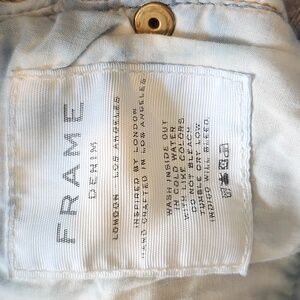 FRAME
DENIM
LONDON LOS ANGELES
INSPIRED BY LONDON
HAND CRAFTED IN LOS ANGELES
WASH INSIDE OUT
IN COLD WATER
WITH LIKE COLORS
DO NOT BLEACH.
TUMBLE DRY LOW
INDIGO WILL BLEED.